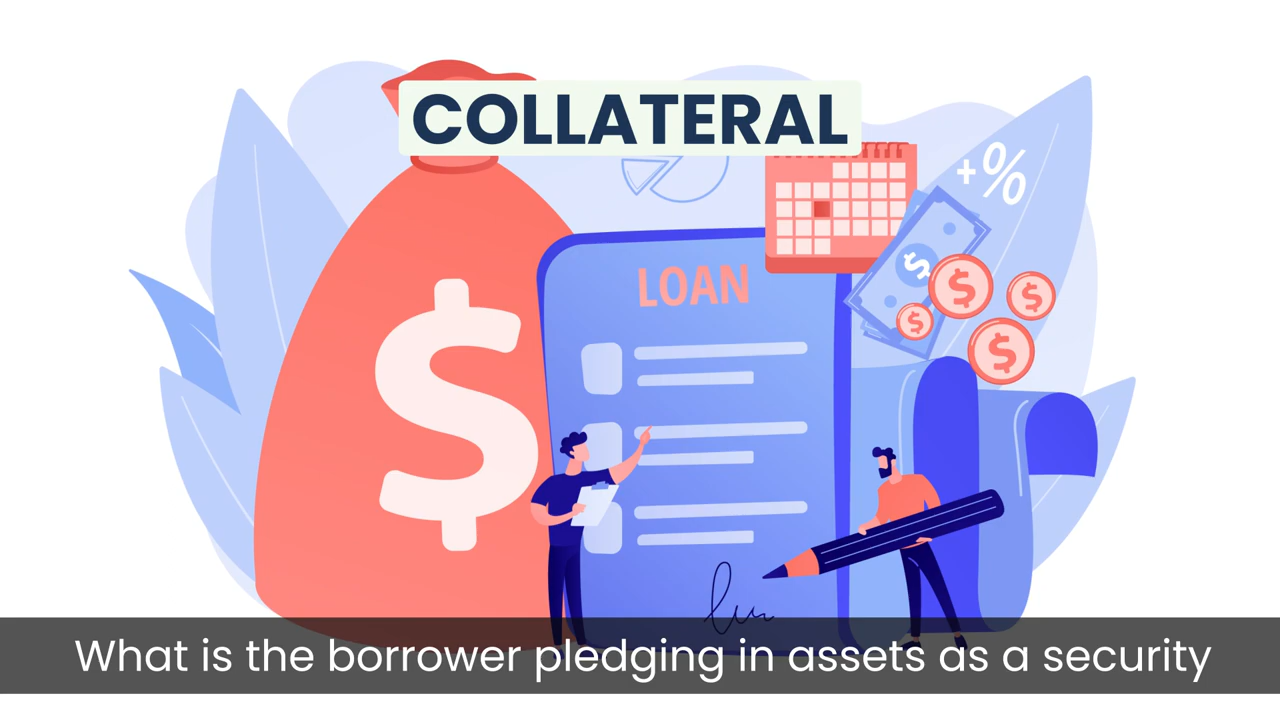 COLLATERAL
+%
LOAN
$
$
$
$
$
$
What is the borrower pledging in assets as a security